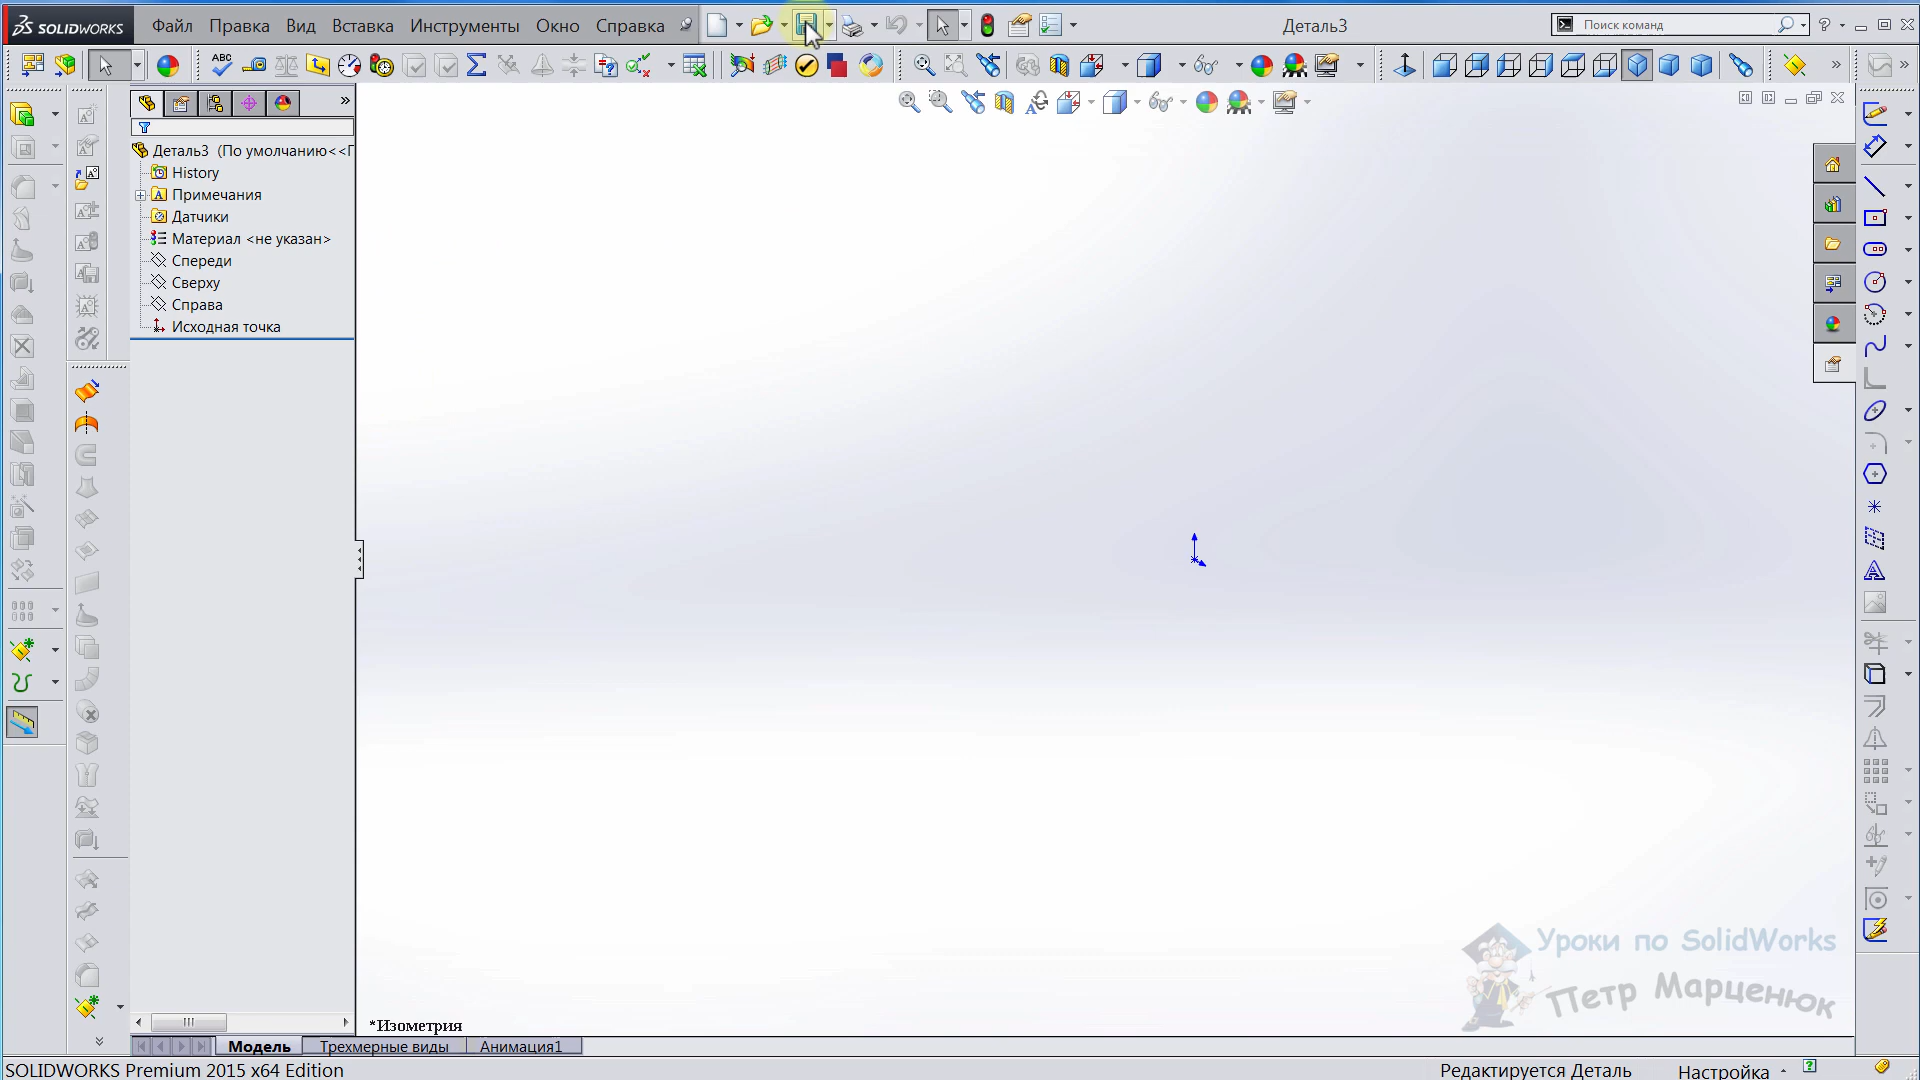 SOLIDWORKS
Файл Правка Вид Вставка Инструменты Окно Справка
Деталь3
Поиск команд
ABC
Деталь3 (По умолчанию<<Г
History
Примечания
Датчики
Материал <не указан>
Спереди
Сверху
Справа
Исходная точка
*Изометрия
Уроки по SolidWorks
Петр Марценюк
Модель Трехмерные виды Анимация1
SOLIDWORKS Premium 2015 x64 Edition
Редактируется Деталь
Настройка